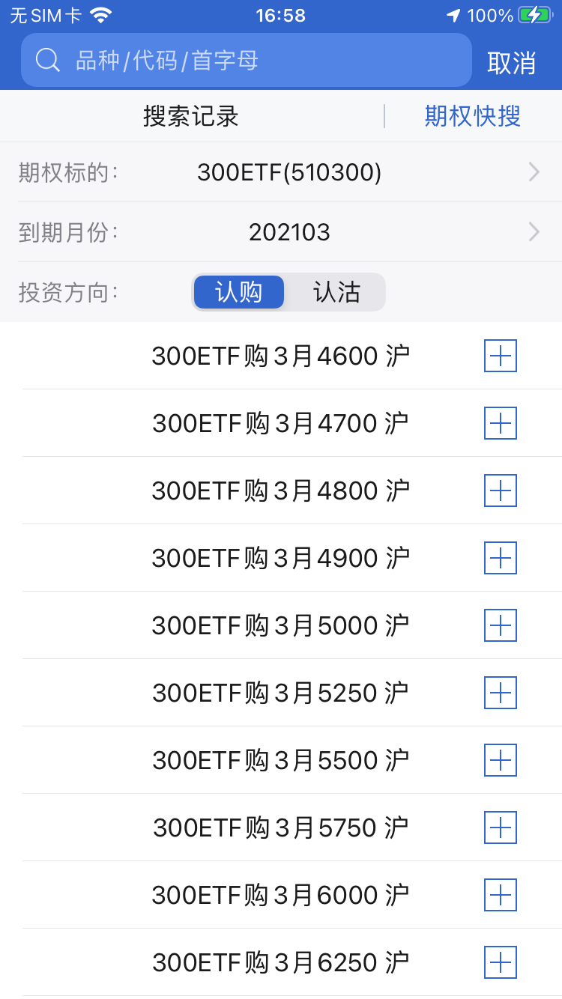 无SIM卡 16:58 100%
品种/代码/首字母 取消
搜索记录 期权快搜
期权标的: 300ETF(510300)
到期月份: 202103
投资方向: 认购 认沽
300ETF购3月4600 沪
300ETF购3月4700 沪
300ETF购3月4800 沪
300ETF购3月4900 沪
300ETF购3月5000 沪
300ETF购3月5250 沪
300ETF购3月5500 沪
300ETF购3月5750 沪
300ETF购3月6000 沪
300ETF购3月6250 沪